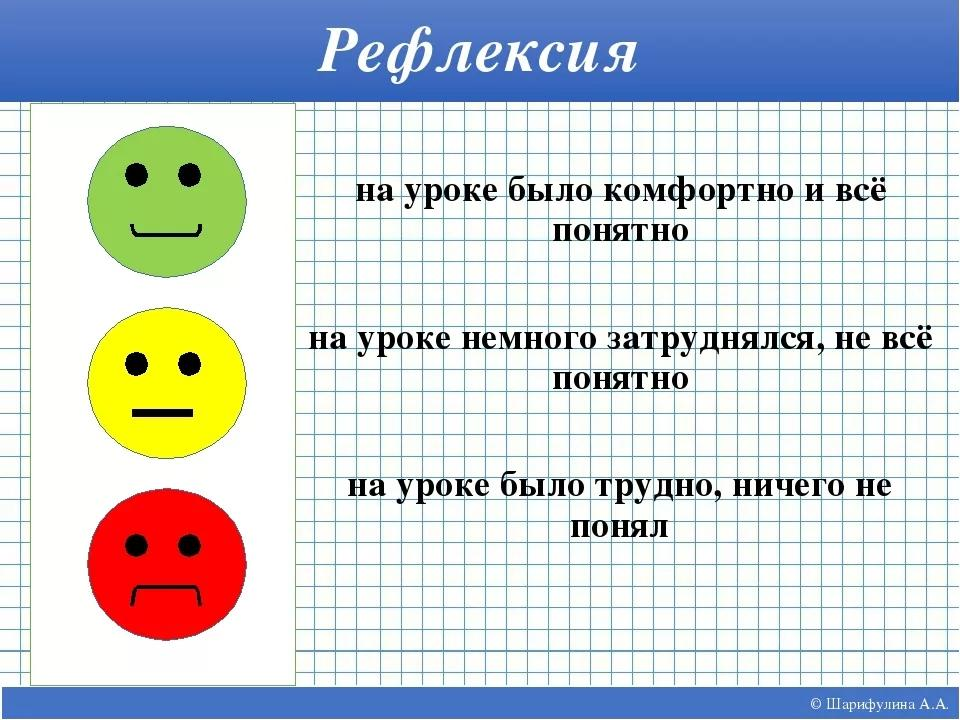 Рефлексия
на уроке было комфортно и всё
понятно
на уроке немного затруднялся, не всё
понятно
на уроке было трудно, ничего не
понял
© Шарифулина А.А.